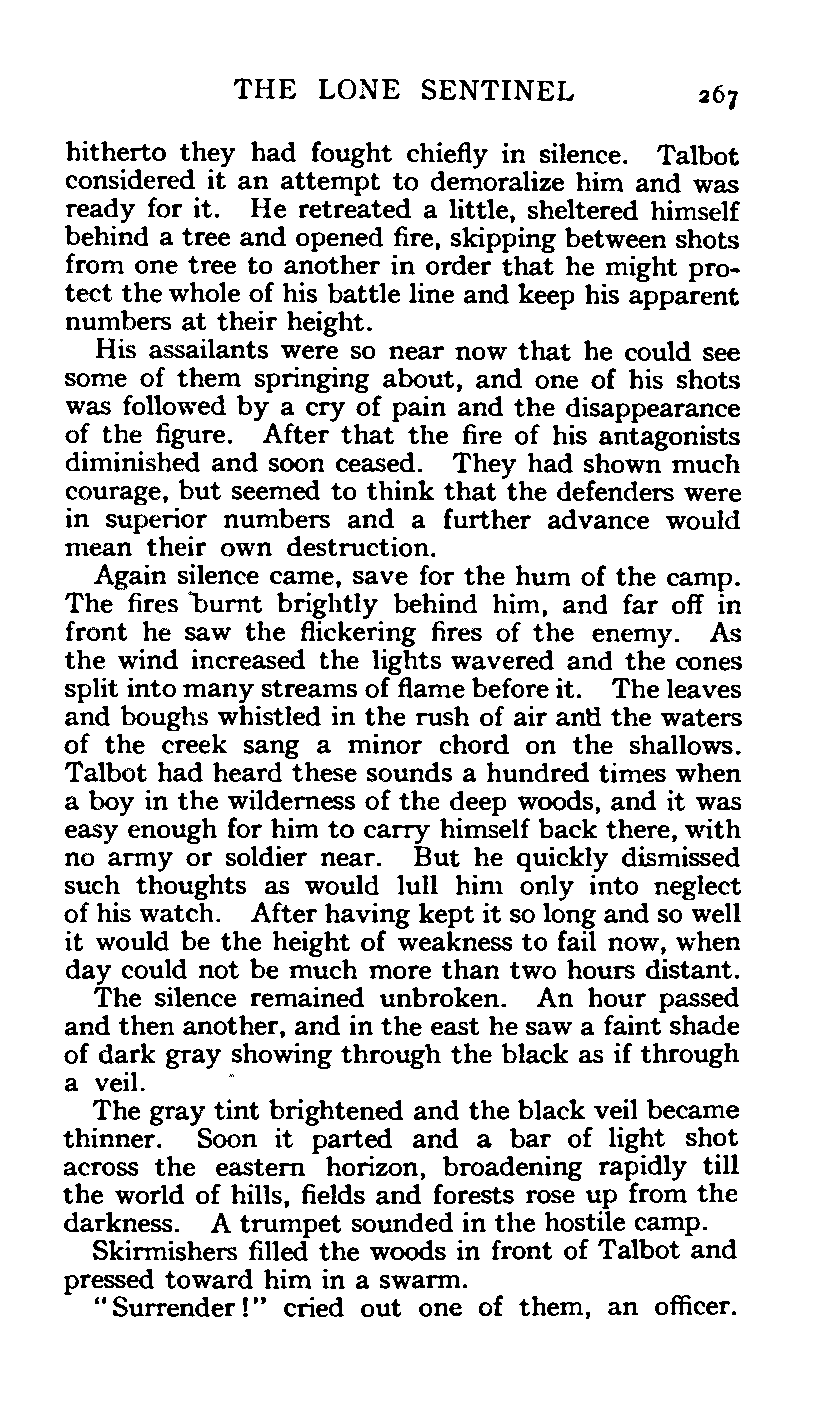 THE LONE SENTINEL 267
hitherto they had fought chiefly in silence. Talbot
considered it an attempt to demoralize him and was
ready for it. He retreated a little, sheltered himself
behind a tree and opened fire, skipping between shots
from one tree to another in order that he might pro-
tect the whole of his battle line and keep his apparent
numbers at their height.
His assailants were so near now that he could see
some of them springing about, and one of his shots
was followed by a cry of pain and the disappearance
of the figure. After that the fire of his antagonists
diminished and soon ceased. They had shown much
courage, but seemed to think that the defenders were
in superior numbers and a further advance would
mean their own destruction.
Again silence came, save for the hum of the camp.
The fires burnt brightly behind him, and far off in
front he saw the flickering fires of the enemy. As
the wind increased the lights wavered and the cones
split into many streams of flame before it. The leaves
and boughs whistled in the rush of air and the waters
of the creek sang a minor chord on the shallows.
Talbot had heard these sounds a hundred times when
a boy in the wilderness of the deep woods, and it was
easy enough for him to carry himself back there, with
no army or soldier near. But he quickly dismissed
such thoughts as would lull him only into neglect
of his watch. After having kept it so long and so well
it would be the height of weakness to fail now, when
day could not be much more than two hours distant.
The silence remained unbroken. An hour passed
and then another, and in the east he saw a faint shade
of dark gray showing through the black as if through
a veil.
The gray tint brightened and the black veil became
thinner. Soon it parted and a bar of light shot
across the eastern horizon, broadening rapidly till
the world of hills, fields and forests rose up from the
darkness. A trumpet sounded in the hostile camp.
Skirmishers filled the woods in front of Talbot and
pressed toward him in a swarm.
"Surrender!" cried out one of them, an officer.